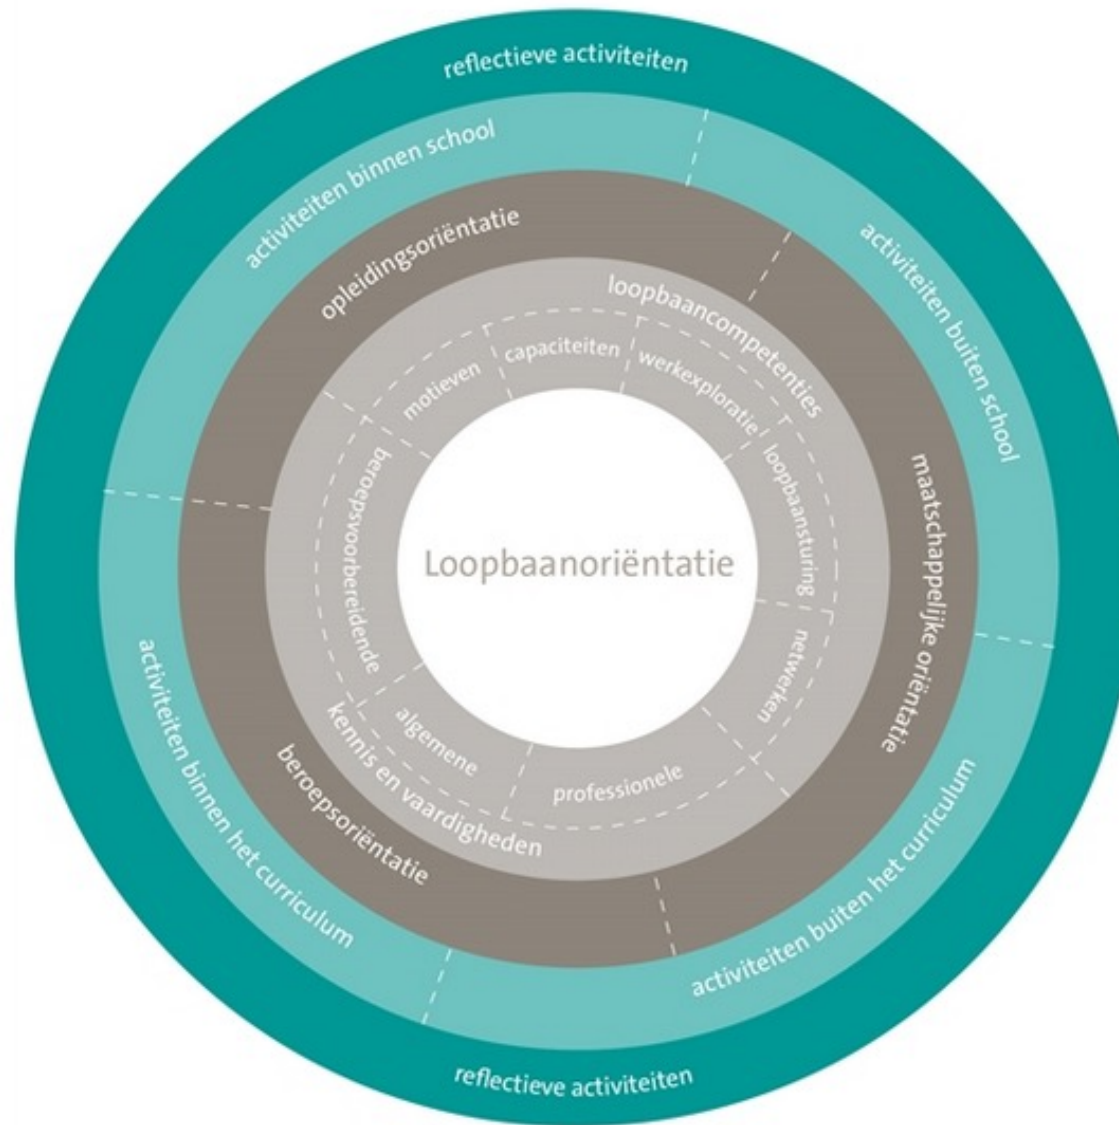 reflectieve activiteiten
activiteiten binnen school
activiteiten buiten school
activiteiten buiten het curriculum
activiteiten binnen het curriculum
opleidingsoriëntatie
maatschappelijke oriëntatie
beroepsoriëntatie
loopbaancompetenties
motieven
capaciteiten
werkexploratie
loopbaansturing
netwerken
kennis en vaardigheden
beroepsvoorbereidende
algemene
professionele
Loopbaanoriëntatie
reflectieve activiteiten